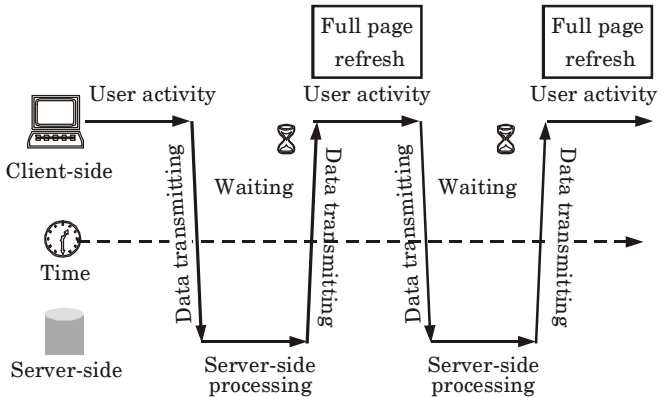 Full page
refresh
Full page
refresh
User activity
User activity
User activity
Client-side
Data transmitting
Waiting
Data transmitting
Data transmitting
Waiting
Data transmitting
Time
Server-side
Server-side
processing
Server-side
processing